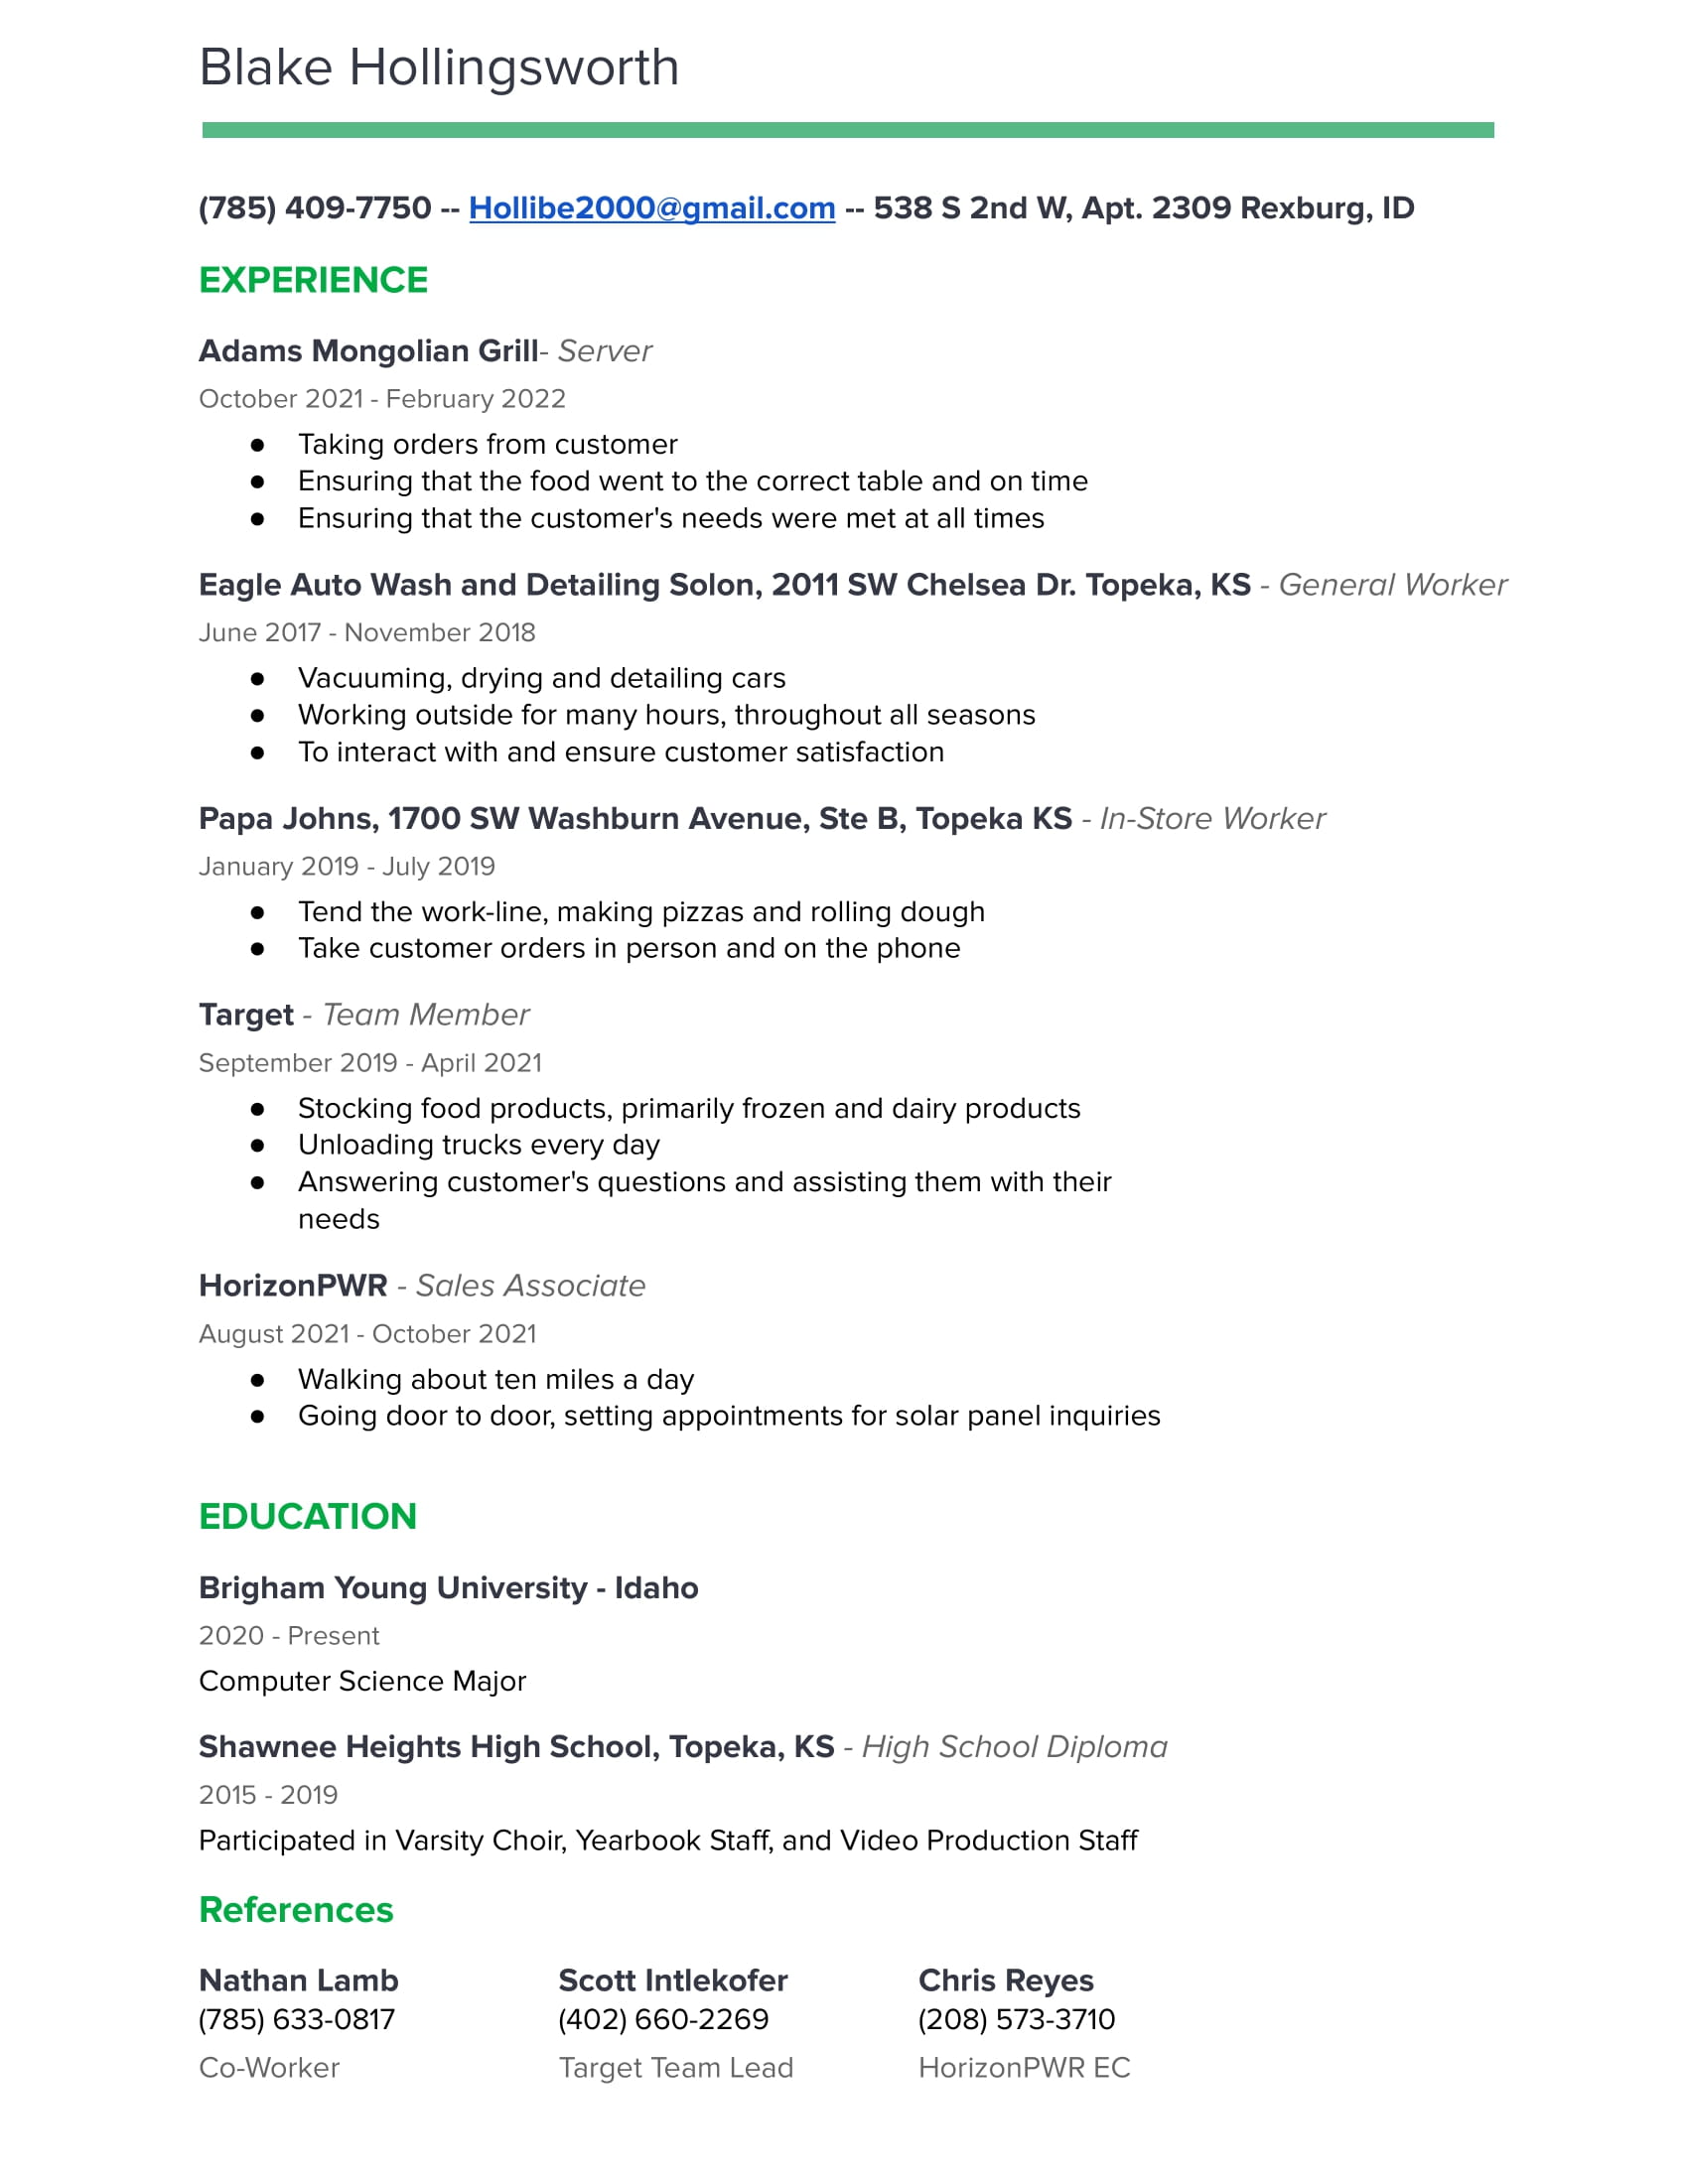 Blake Hollingsworth
(785) 409-7750 -- Hollibe2000@gmail.com -- 538 S 2nd W, Apt. 2309 Rexburg, ID
EXPERIENCE
Adams Mongolian Grill- Server
October 2021 - February 2022
● Taking orders from customer
● Ensuring that the food went to the correct table and on time
● Ensuring that the customer's needs were met at all times
Eagle Auto Wash and Detailing Solon, 2011 SW Chelsea Dr. Topeka, KS - General Worker
June 2017 - November 2018
● Vacuuming, drying and detailing cars
● Working outside for many hours, throughout all seasons
● To interact with and ensure customer satisfaction
Papa Johns, 1700 SW Washburn Avenue, Ste B, Topeka KS - In-Store Worker
January 2019 - July 2019
● Tend the work-line, making pizzas and rolling dough
● Take customer orders in person and on the phone
Target - Team Member
September 2019 - April 2021
● Stocking food products, primarily frozen and dairy products
● Unloading trucks every day
● Answering customer's questions and assisting them with their
needs
HorizonPWR - Sales Associate
August 2021 - October 2021
● Walking about ten miles a day
● Going door to door, setting appointments for solar panel inquiries
EDUCATION
Brigham Young University - Idaho
2020 - Present
Computer Science Major
Shawnee Heights High School, Topeka, KS - High School Diploma
2015 - 2019
Participated in Varsity Choir, Yearbook Staff, and Video Production Staff
References
Nathan Lamb Scott Intlekofer Chris Reyes
(785) 633-0817 (402) 660-2269 (208) 573-3710
Co-Worker Target Team Lead HorizonPWR EC